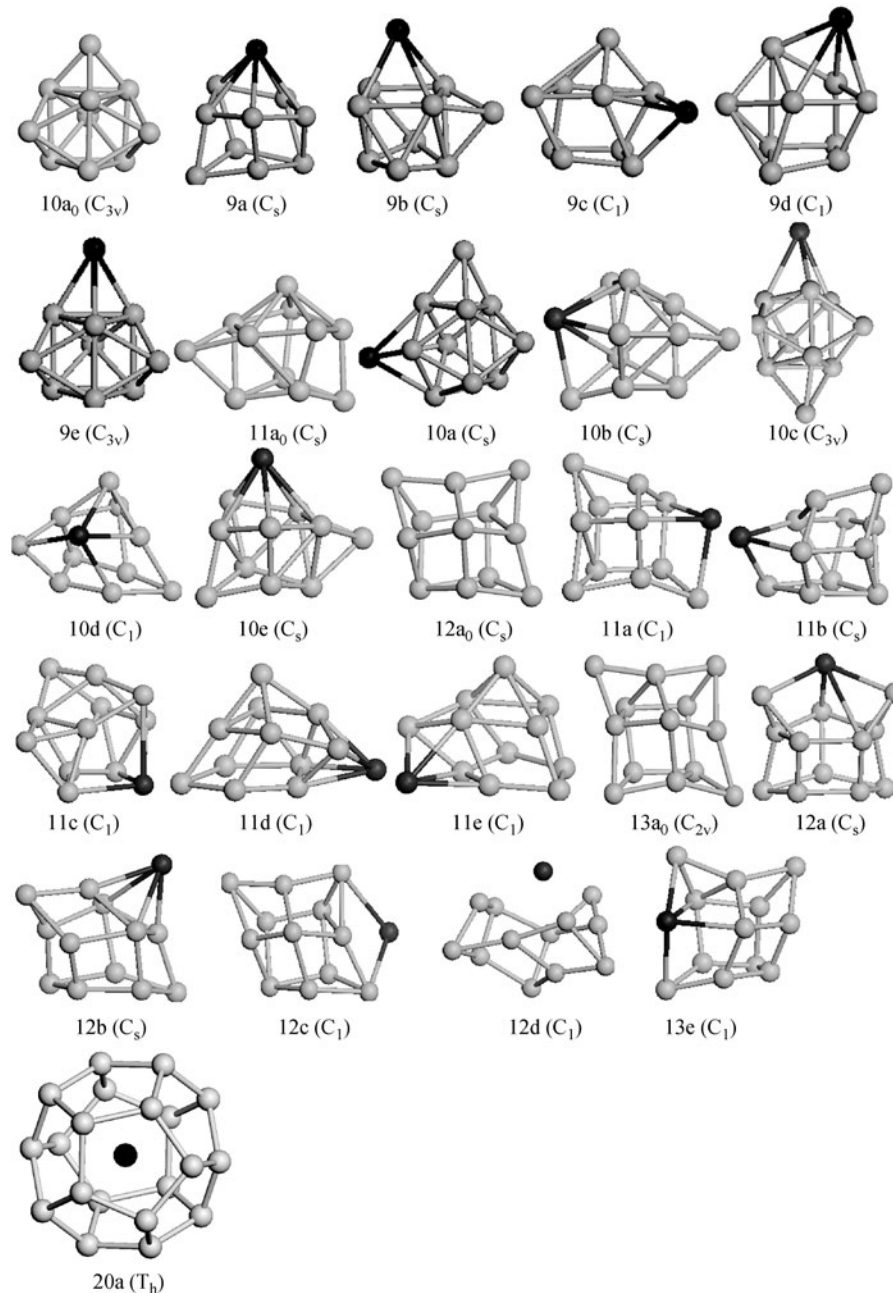 10a₀ (C₃ᵥ) 9a (Cₛ) 9b (Cₛ) 9c (C₁) 9d (C₁)
9e (C₃ᵥ) 11a₀ (Cₛ) 10a (Cₛ) 10b (Cₛ) 10c (C₃ᵥ)
10d (C₁) 10e (Cₛ) 12a₀ (Cₛ) 11a (C₁) 11b (Cₛ)
11c (C₁) 11d (C₁) 11e (C₁) 13a₀ (C₂ᵥ) 12a (Cₛ)
12b (Cₛ) 12c (C₁) 12d (C₁) 13e (C₁)
20a (Tₕ)